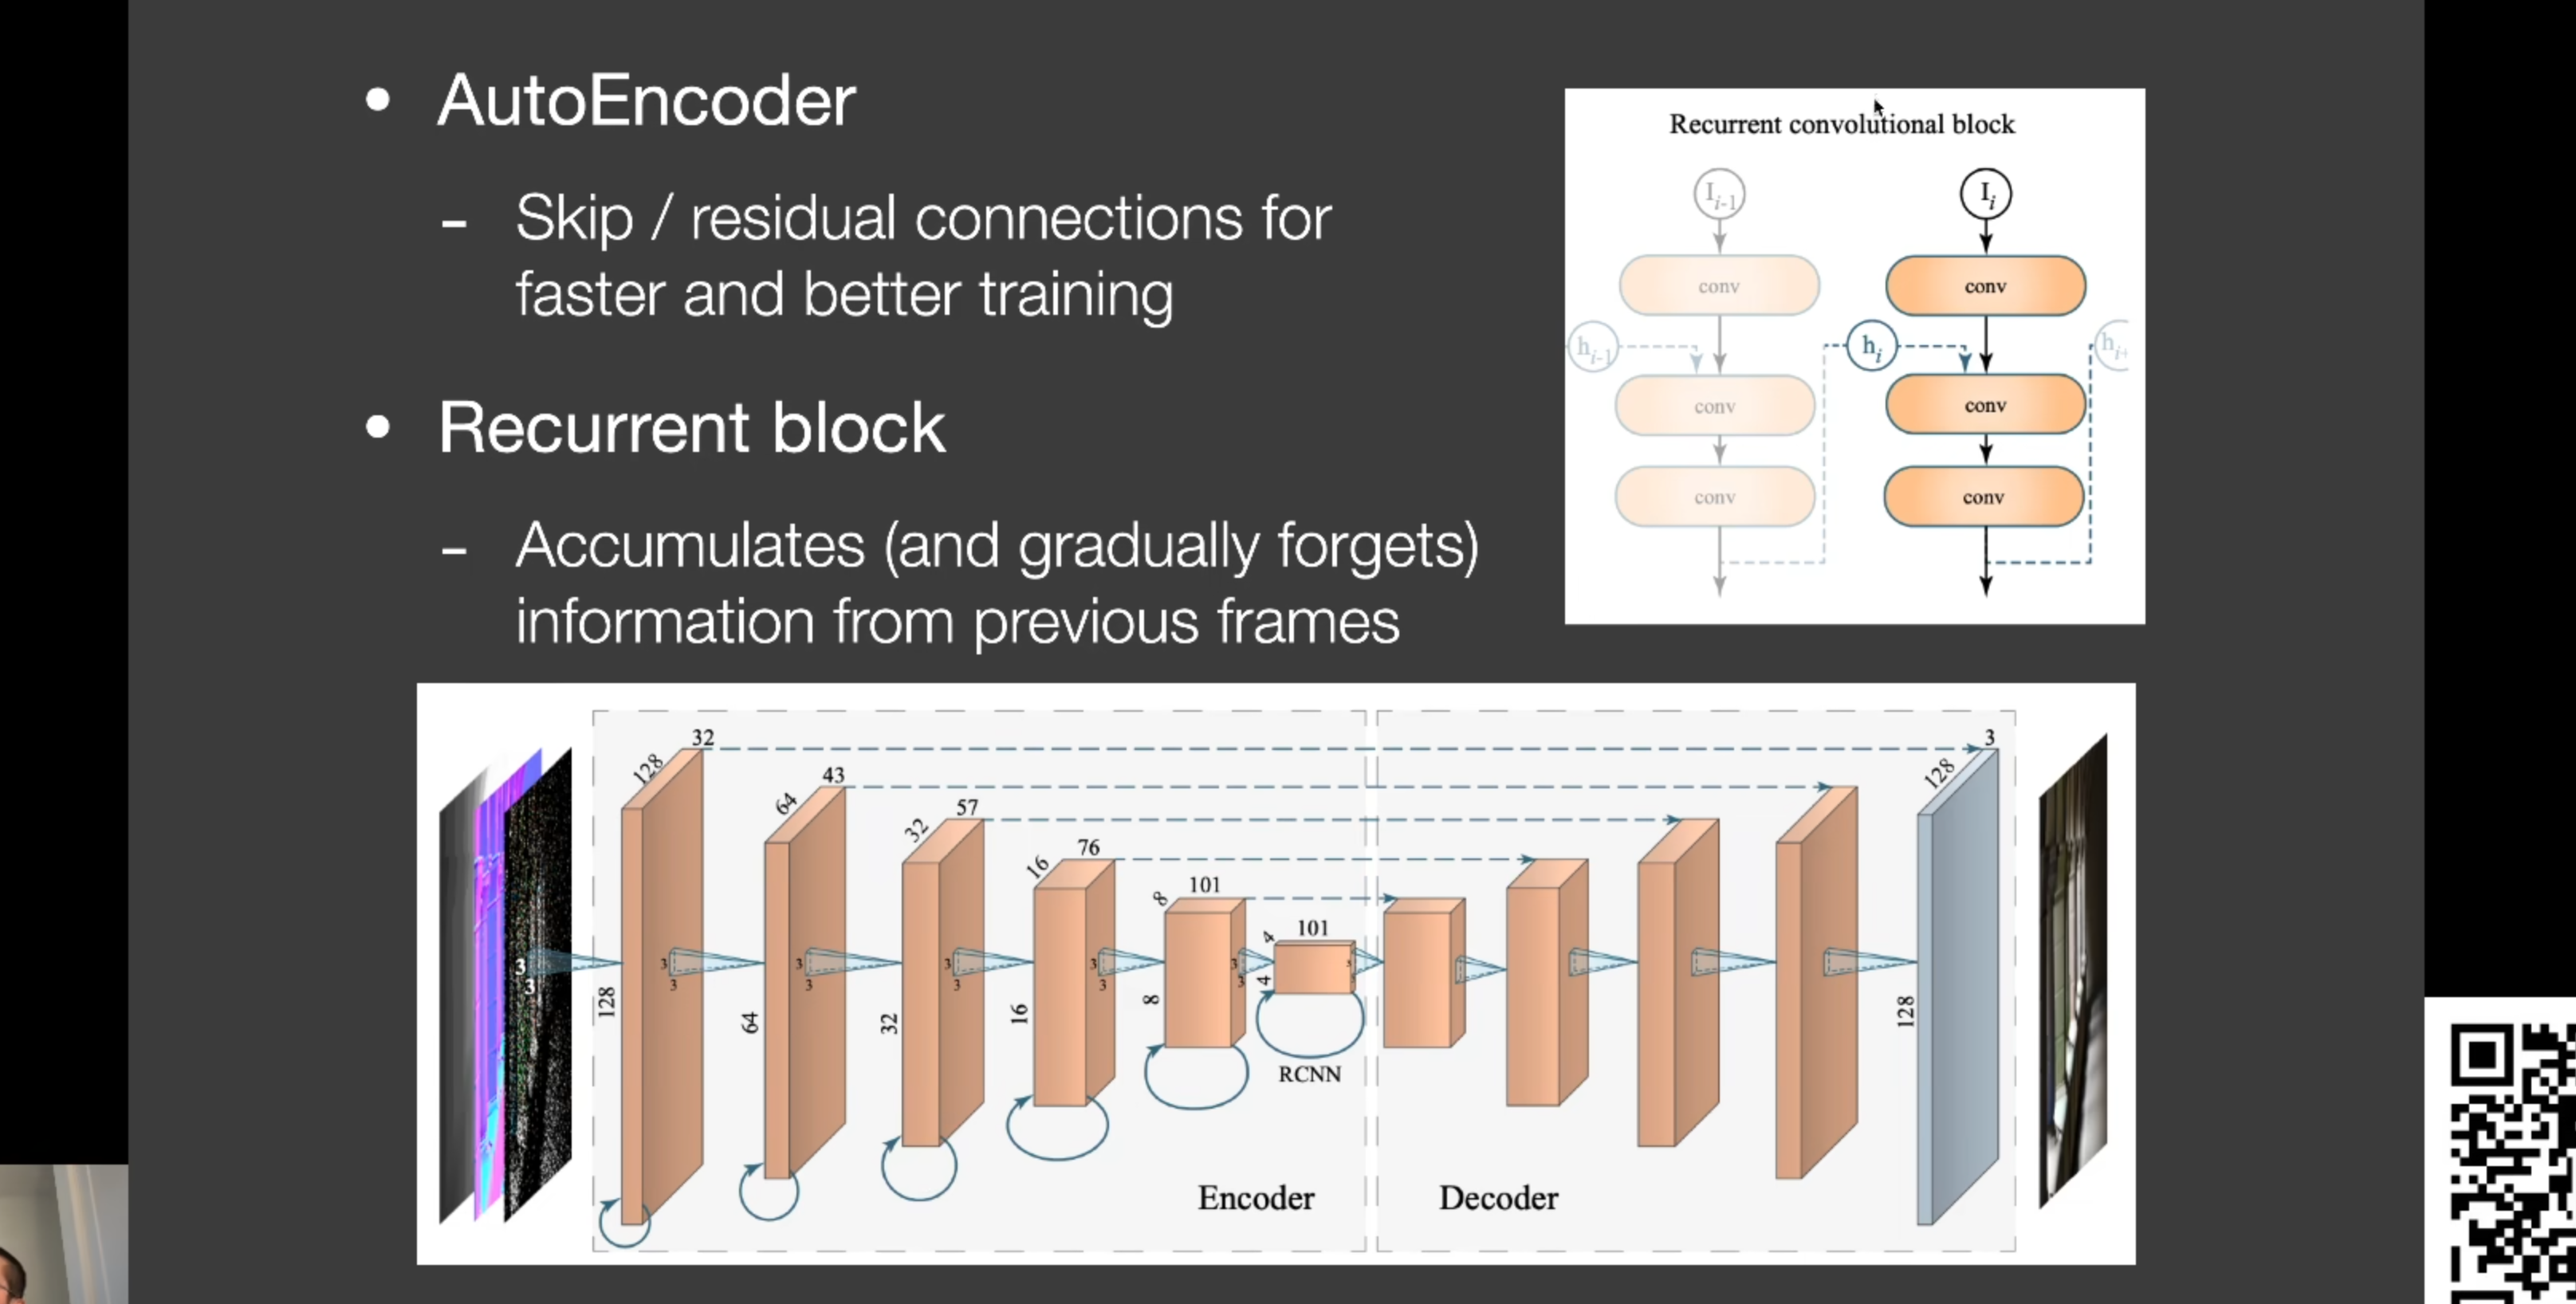 • AutoEncoder
- Skip / residual connections for
faster and better training
• Recurrent block
- Accumulates (and gradually forgets)
information from previous frames
Recurrent convolutional block
I_{i-1}
I_i
conv
conv
h_{i-1}
h_i
conv
conv
conv
conv
32
128
43
64
57
32
76
16
101
8
101
4
3
128
3
3
3
3
3
3
3
3
3
3
3
3
128
64
32
16
8
4
128
RCNN
Encoder
Decoder